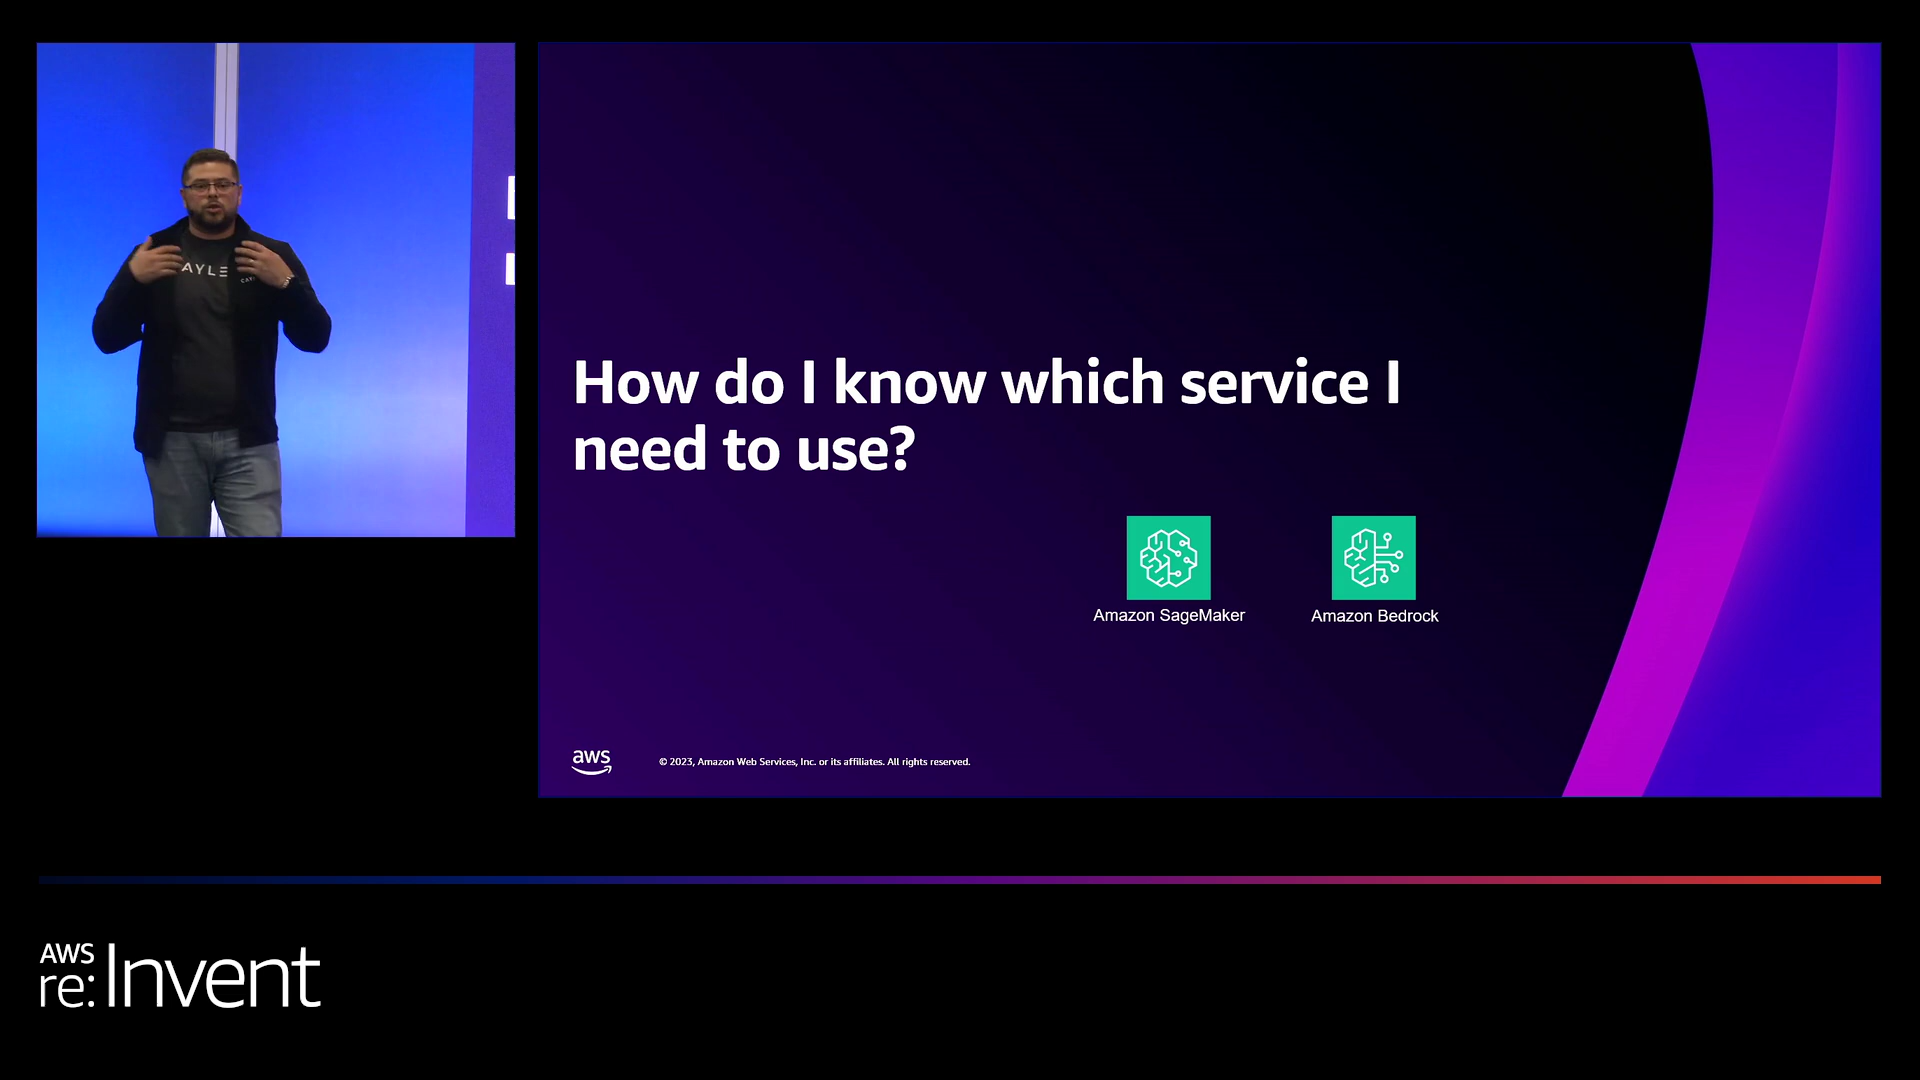 AYLE
How do I know which service I
need to use?
Amazon SageMaker
Amazon Bedrock
aws
© 2023, Amazon Web Services, Inc. or its affiliates. All rights reserved.
AWS
re:Invent